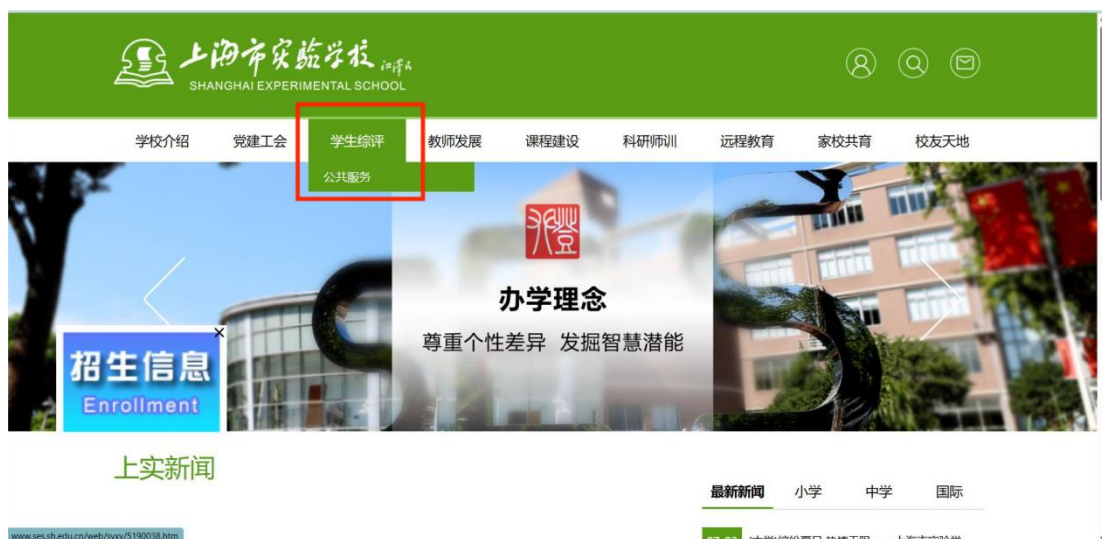 上海市实验学校 江泽民
SHANGHAI EXPERIMENTAL SCHOOL
学校介绍 党建工会 学生综评 教师发展 课程建设 科研师训 远程教育 家校共育 校友天地
公共服务
办学理念
尊重个性差异 发掘智慧潜能
×
招生信息
Enrollment
上实新闻
最新新闻 小学 中学 国际
www.ses.sh.edu.cn/web/syxy/5190038.htm